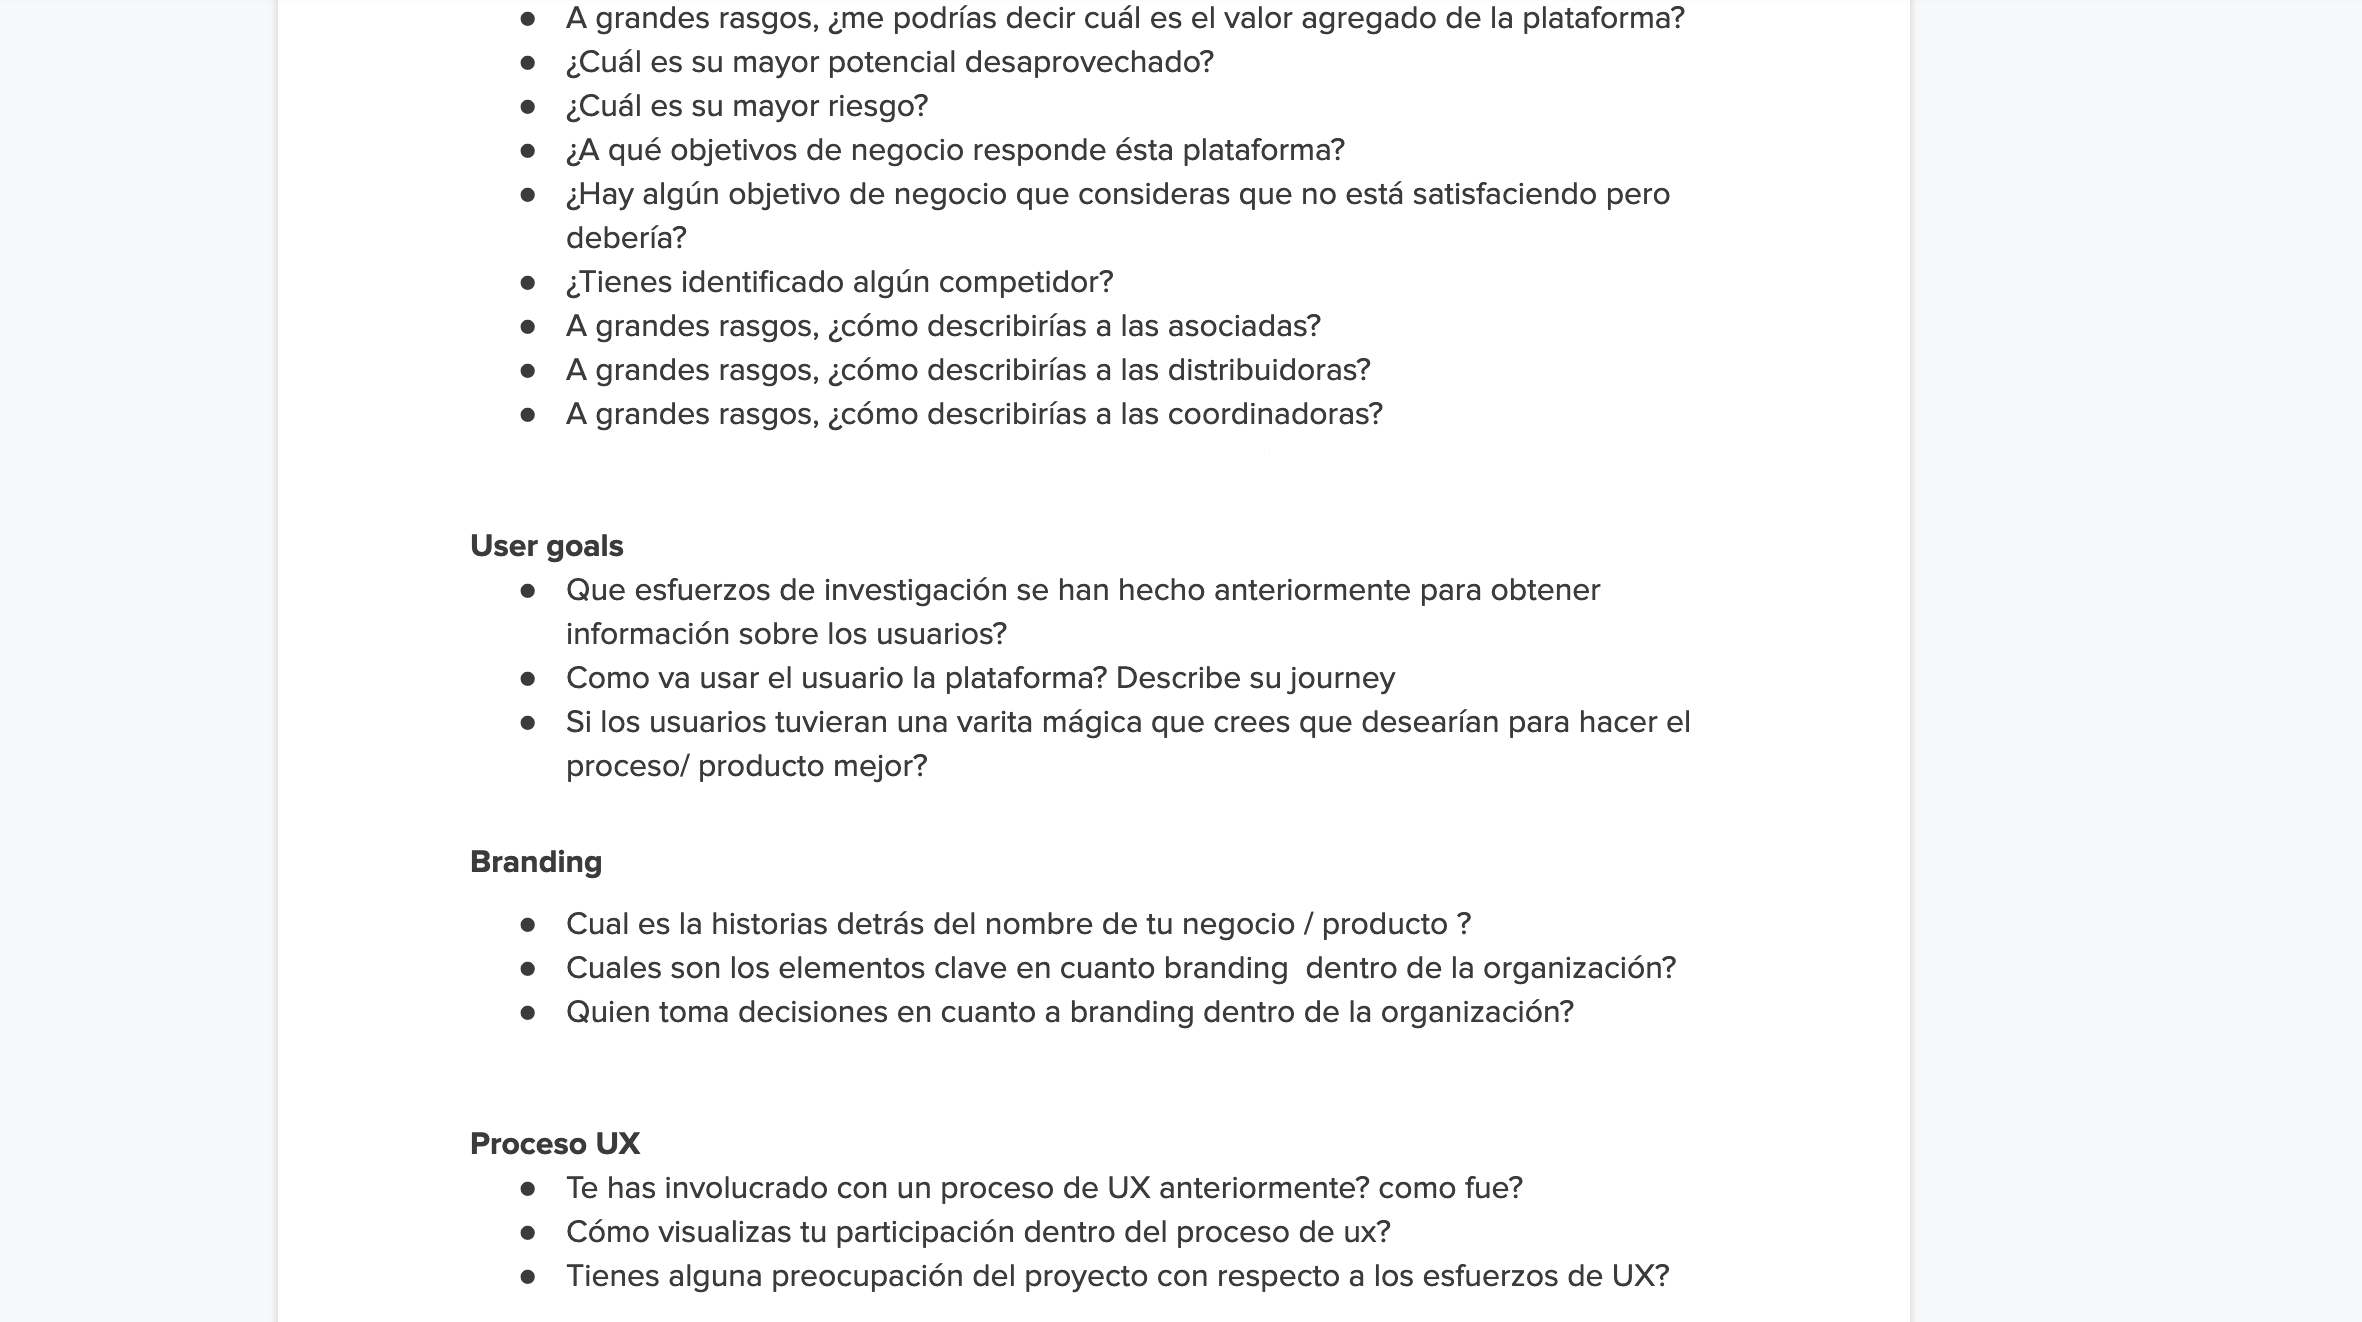 ● A grandes rasgos, ¿me podrías decir cuál es el valor agregado de la plataforma?
● ¿Cuál es su mayor potencial desaprovechado?
● ¿Cuál es su mayor riesgo?
● ¿A qué objetivos de negocio responde ésta plataforma?
● ¿Hay algún objetivo de negocio que consideras que no está satisfaciendo pero
debería?
● ¿Tienes identificado algún competidor?
● A grandes rasgos, ¿cómo describirías a las asociadas?
● A grandes rasgos, ¿cómo describirías a las distribuidoras?
● A grandes rasgos, ¿cómo describirías a las coordinadoras?
User goals
● Que esfuerzos de investigación se han hecho anteriormente para obtener
información sobre los usuarios?
● Como va usar el usuario la plataforma? Describe su journey
● Si los usuarios tuvieran una varita mágica que crees que desearían para hacer el
proceso/ producto mejor?
Branding
● Cual es la historias detrás del nombre de tu negocio / producto ?
● Cuales son los elementos clave en cuanto branding  dentro de la organización?
● Quien toma decisiones en cuanto a branding dentro de la organización?
Proceso UX
● Te has involucrado con un proceso de UX anteriormente? como fue?
● Cómo visualizas tu participación dentro del proceso de ux?
● Tienes alguna preocupación del proyecto con respecto a los esfuerzos de UX?